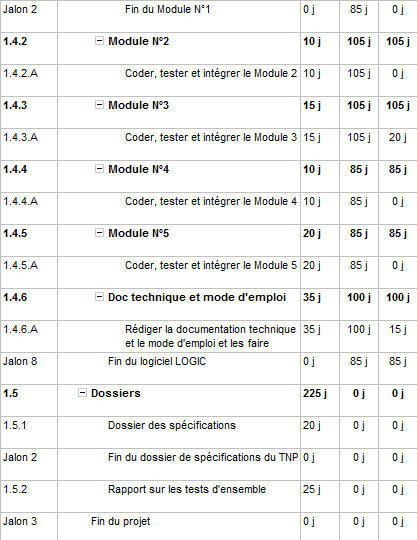 Jalon 2 Fin du Module N°1 0 j 85 j 0 j
1.4.2 Module N°2 10 j 105 j 105 j
1.4.2.A Coder, tester et intégrer le Module 2 10 j 105 j 0 j
1.4.3 Module N°3 15 j 105 j 105 j
1.4.3.A Coder, tester et intégrer le Module 3 15 j 105 j 20 j
1.4.4 Module N°4 10 j 85 j 85 j
1.4.4.A Coder, tester et intégrer le Module 4 10 j 85 j 0 j
1.4.5 Module N°5 20 j 85 j 85 j
1.4.5.A Coder, tester et intégrer le Module 5 20 j 85 j 0 j
1.4.6 Doc technique et mode d'emploi 35 j 100 j 100 j
1.4.6.A Rédiger la documentation technique 35 j 100 j 15 j
et le mode d'emploi et les faire
Jalon 8 Fin du logiciel LOGIC 0 j 85 j 85 j
1.5 Dossiers 225 j 0 j 0 j
1.5.1 Dossier des spécifications 20 j 0 j 0 j
Jalon 2 Fin du dossier de spécifications du TNP 0 j 0 j 0 j
1.5.2 Rapport sur les tests d'ensemble 25 j 0 j 0 j
Jalon 3 Fin du projet 0 j 0 j 0 j